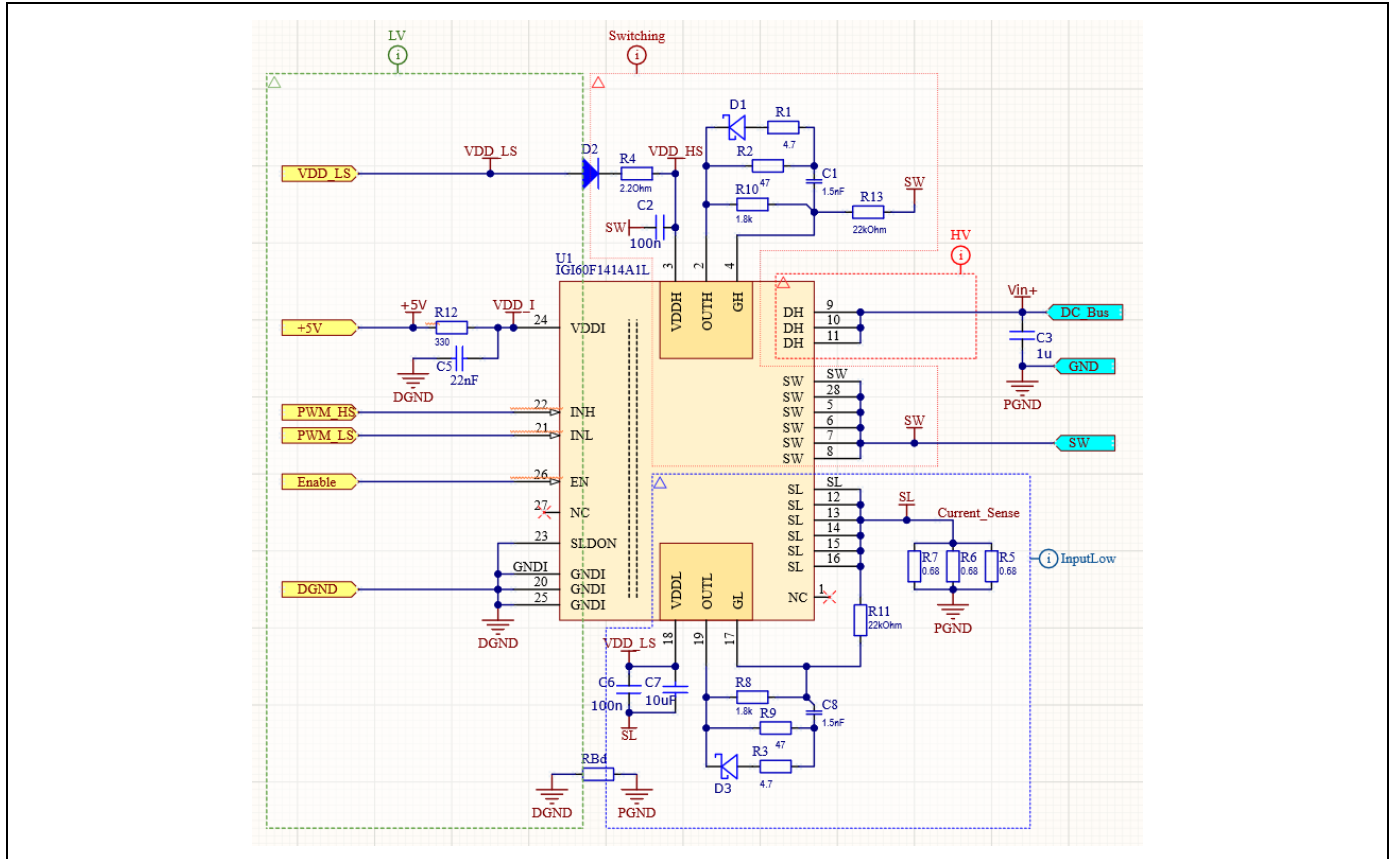 LV
Switching
D1
R1
4.7
VDD_LS
VDD_LS
D2
R4
2.2Ohm
VDD_HS
R2
47
C1
1.5nF
R10
1.8k
R13
22kOhm
SW
C2
SW
100n
HV
U1
IGI60F1414A1L
3
2
4
VDDH
OUTH
GH
Vin+
DC_Bus
DH
9
DH
10
DH
11
C3
1u
GND
PGND
+5V
+5V
R12
330
VDD_I
24
VDDI
C5
22nF
DGND
SW
SW
SW
28
SW
5
SW
6
SW
7
SW
8
SW
SW
PWM_HS
22
INH
PWM_LS
21
INL
Enable
26
EN
27
NC
23
SLDON
DGND
GNDI
GNDI
20
GNDI
25
GNDI
DGND
SL
SL
SL
12
SL
13
SL
14
SL
15
SL
16
NC
1
SL
Current_Sense
R7
0.68
R6
0.68
R5
0.68
PGND
InputLow
R11
22kOhm
VDDL
OUTL
GL
18
19
17
VDD_LS
C6
100n
C7
10uF
SL
R8
1.8k
C8
1.5nF
R9
47
R3
4.7
D3
RBd
DGND
PGND